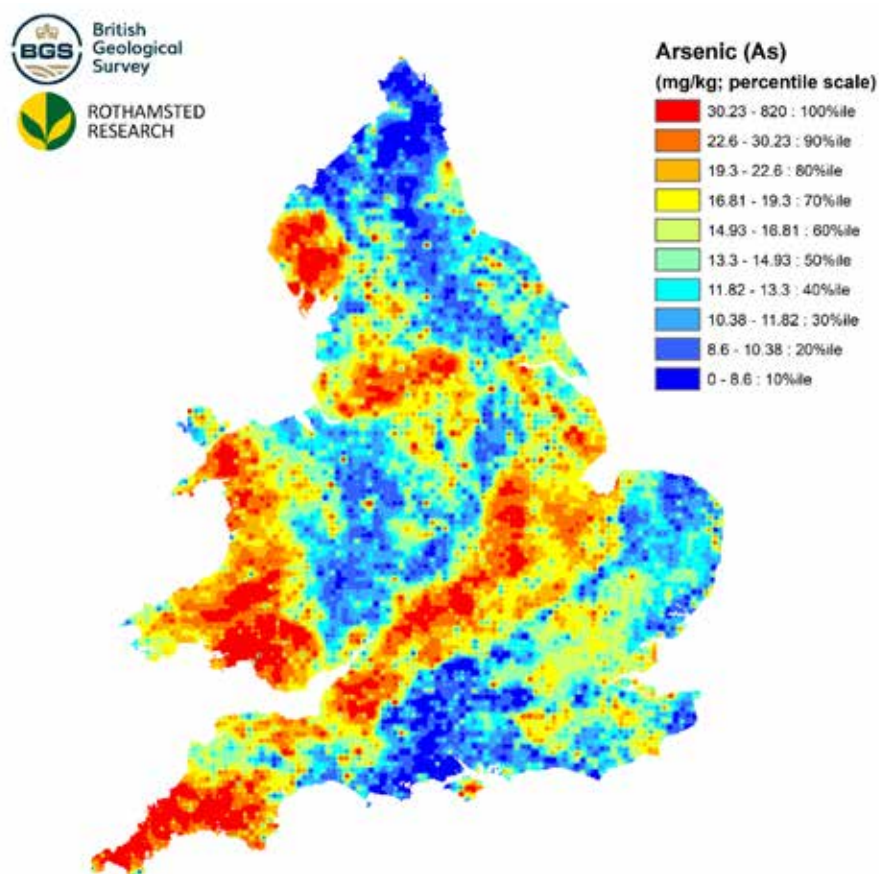 BGS
British
Geological
Survey
ROTHAMSTED
RESEARCH
Arsenic (As)
(mg/kg; percentile scale)
30.23 - 820 : 100%ile
22.6 - 30.23 : 90%ile
19.3 - 22.6 : 80%ile
16.81 - 19.3 : 70%ile
14.93 - 16.81 : 60%ile
13.3 - 14.93 : 50%ile
11.82 - 13.3 : 40%ile
10.38 - 11.82 : 30%ile
8.6 - 10.38 : 20%ile
0 - 8.6 : 10%ile